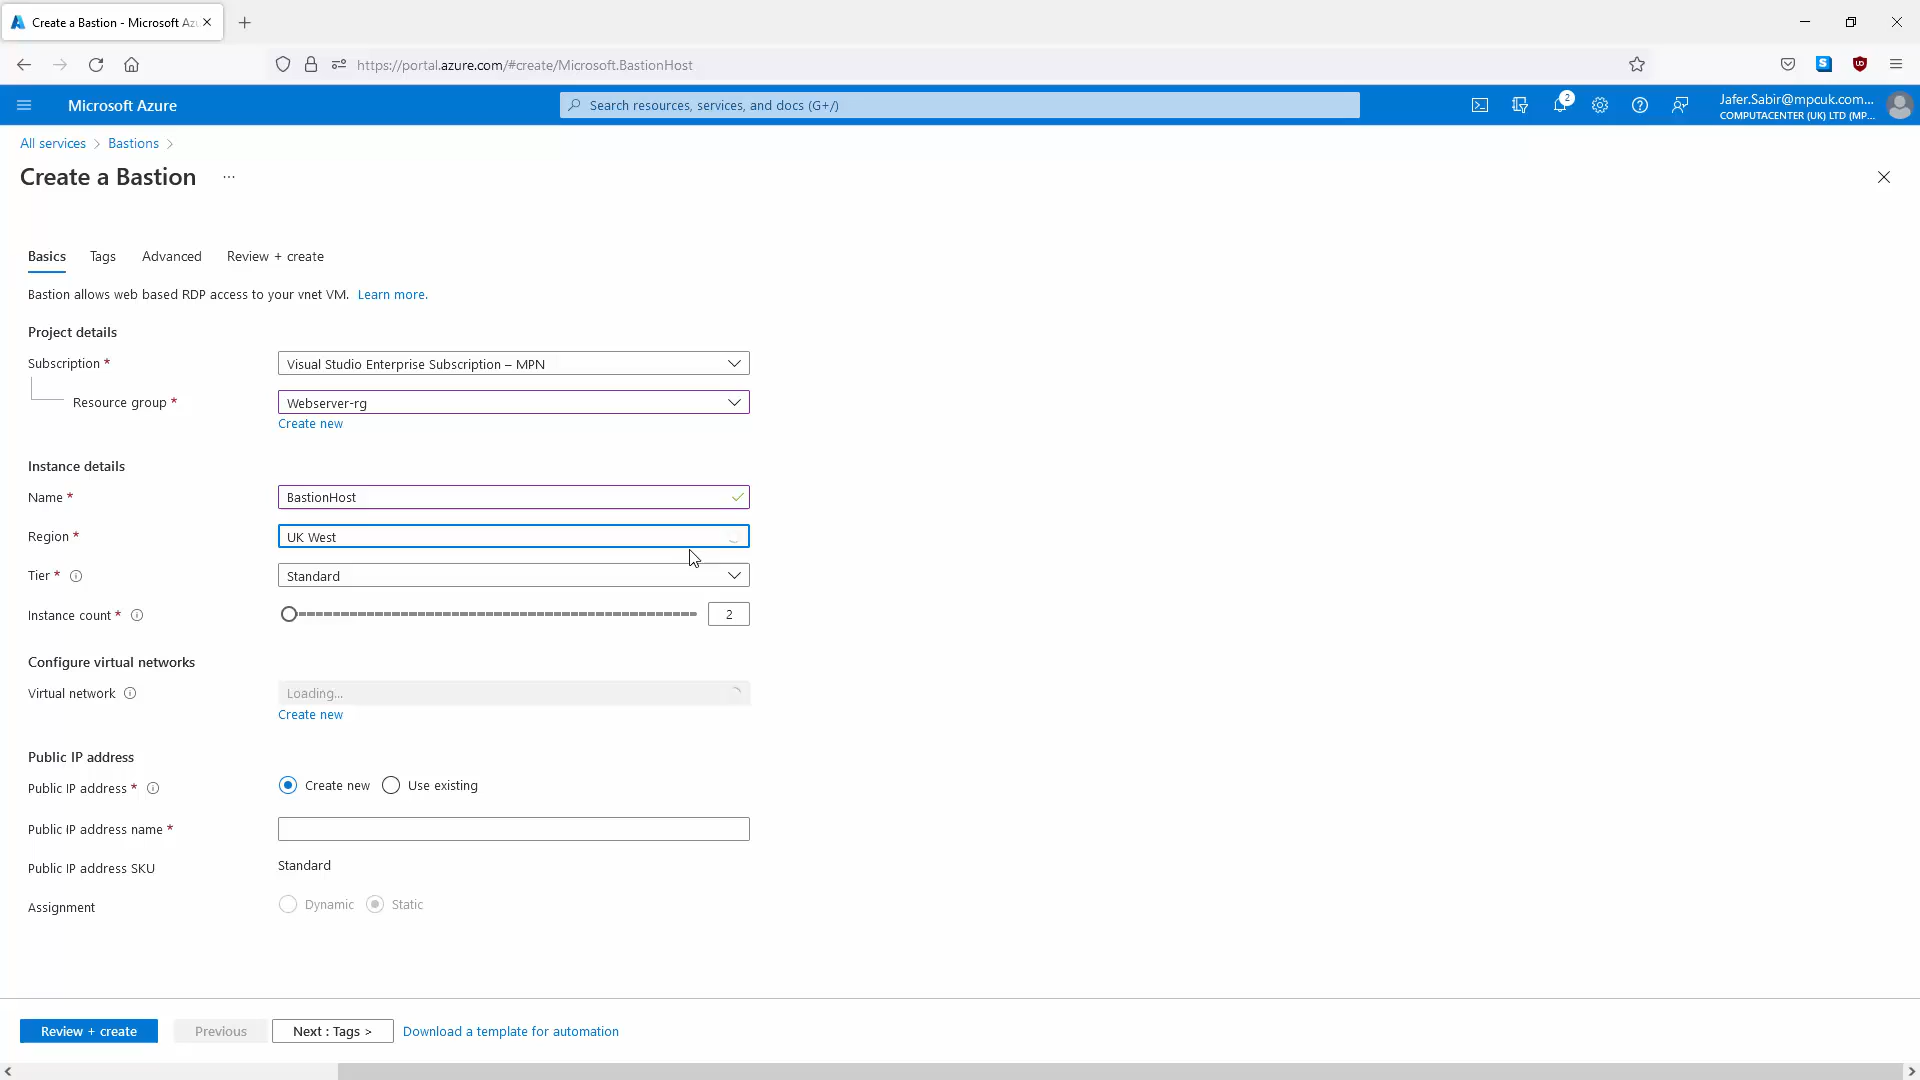 Create a Bastion - Microsoft Az
https://portal.azure.com/#create/Microsoft.BastionHost
Microsoft Azure
Search resources, services, and docs (G+/)
2
Jafer.Sabir@mpcuk.com...
COMPUTACENTER (UK) LTD (MP...
All services > Bastions >
Create a Bastion ...
Basics Tags Advanced Review + create
Bastion allows web based RDP access to your vnet VM. Learn more.
Project details
Subscription * Visual Studio Enterprise Subscription – MPN
Resource group * Webserver-rg
Create new
Instance details
Name * BastionHost
Region * UK West
Tier * Standard
Instance count * 2
Configure virtual networks
Virtual network Loading...
Create new
Public IP address
Public IP address * Create new Use existing
Public IP address name *
Public IP address SKU Standard
Assignment Dynamic Static
Review + create Previous Next : Tags > Download a template for automation